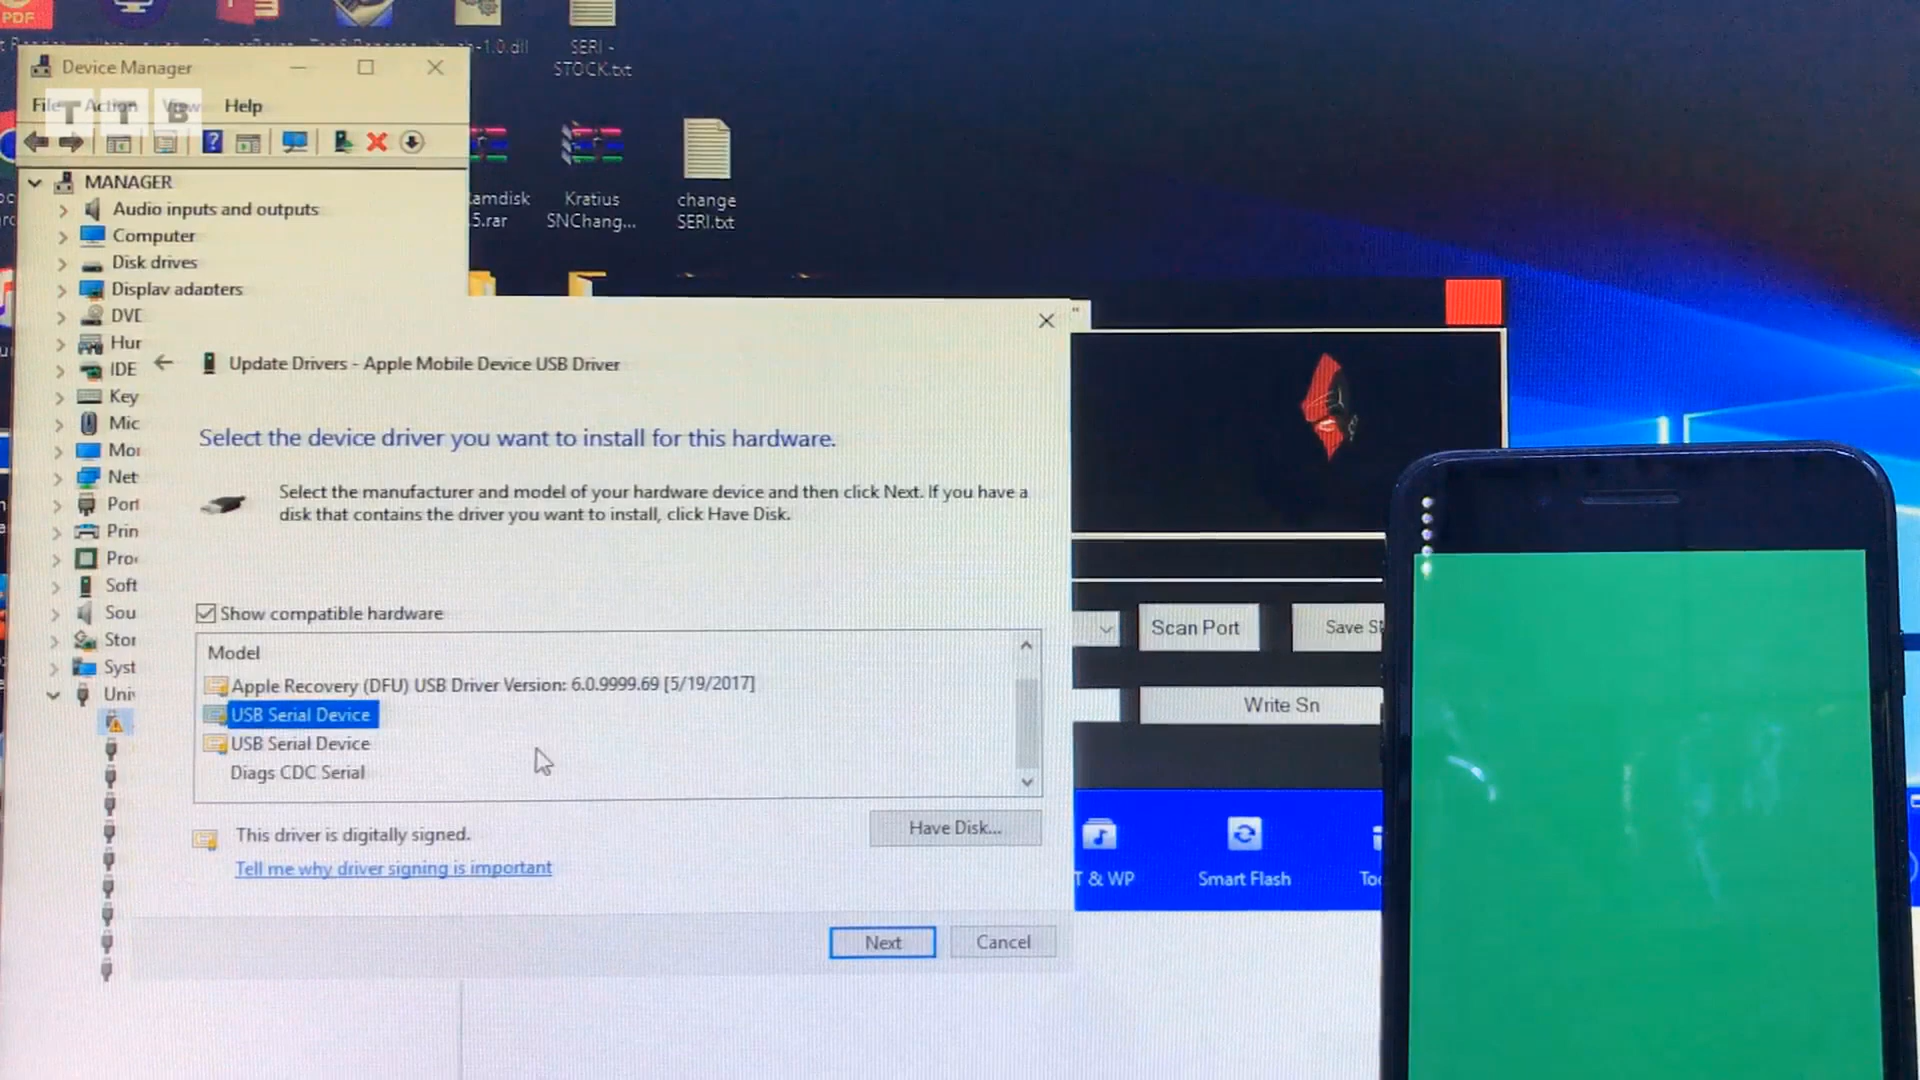 PDF
-1.0.dll
SERI -
STOCK.txt
Device Manager
File Action View Help
TTB
amdisk
5.rar
Kratius
SNChang...
change
SERI.txt
MANAGER
Audio inputs and outputs
Computer
Disk drives
Display adapters
DVD
Hur
IDE
Key
Mic
Mor
Net
Port
Prin
Pro
Soft
Sou
Stor
Syst
Uni
Update Drivers - Apple Mobile Device USB Driver
Select the device driver you want to install for this hardware.
Select the manufacturer and model of your hardware device and then click Next. If you have a
disk that contains the driver you want to install, click Have Disk.
Show compatible hardware
Model
Apple Recovery (DFU) USB Driver Version: 6.0.9999.69 [5/19/2017]
USB Serial Device
USB Serial Device
Diags CDC Serial
This driver is digitally signed.
Tell me why driver signing is important
Have Disk...
Next
Cancel
Scan Port
Save S
Write Sn
T & WP
Smart Flash
Too